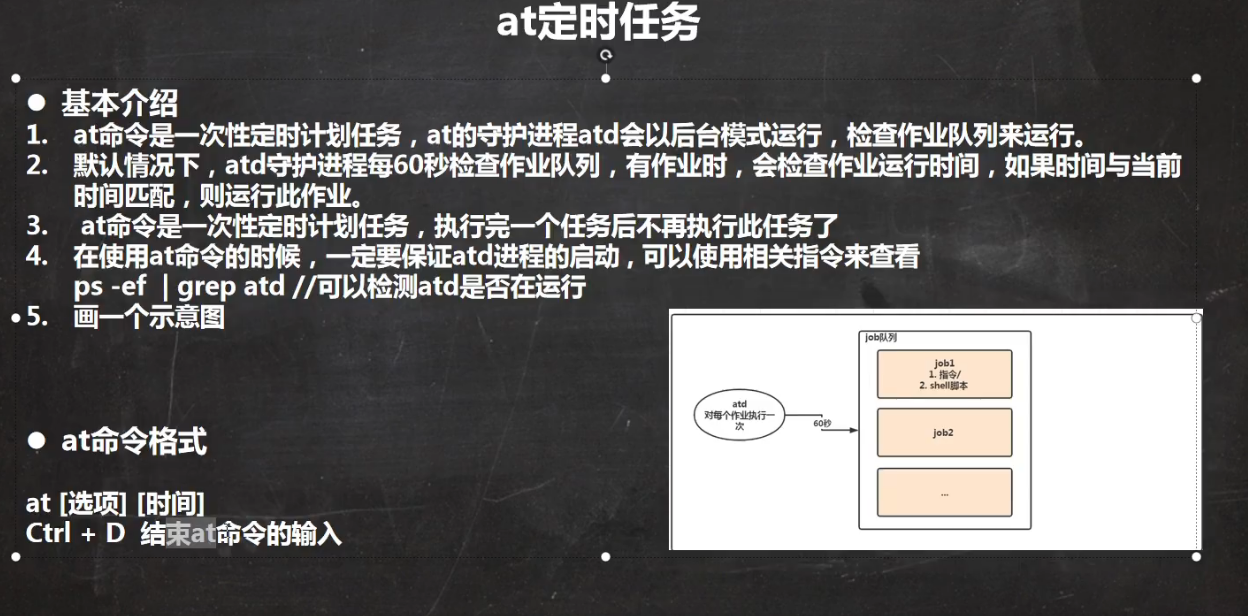 at定时任务
● 基本介绍
1. at命令是一次性定时计划任务，at的守护进程atd会以后台模式运行，检查作业队列来运行。
2. 默认情况下，atd守护进程每60秒检查作业队列，有作业时，会检查作业运行时间，如果时间与当前
时间匹配，则运行此作业。
3. at命令是一次性定时计划任务，执行完一个任务后不再执行此任务了
4. 在使用at命令的时候，一定要保证atd进程的启动，可以使用相关指令来查看
ps -ef | grep atd //可以检测atd是否在运行
5. 画一个示意图
● at命令格式
at [选项] [时间]
Ctrl + D 结束at命令的输入
atd
对每个作业执行一
次
60秒
job队列
job1
1. 指令/
2. shell脚本
job2
...